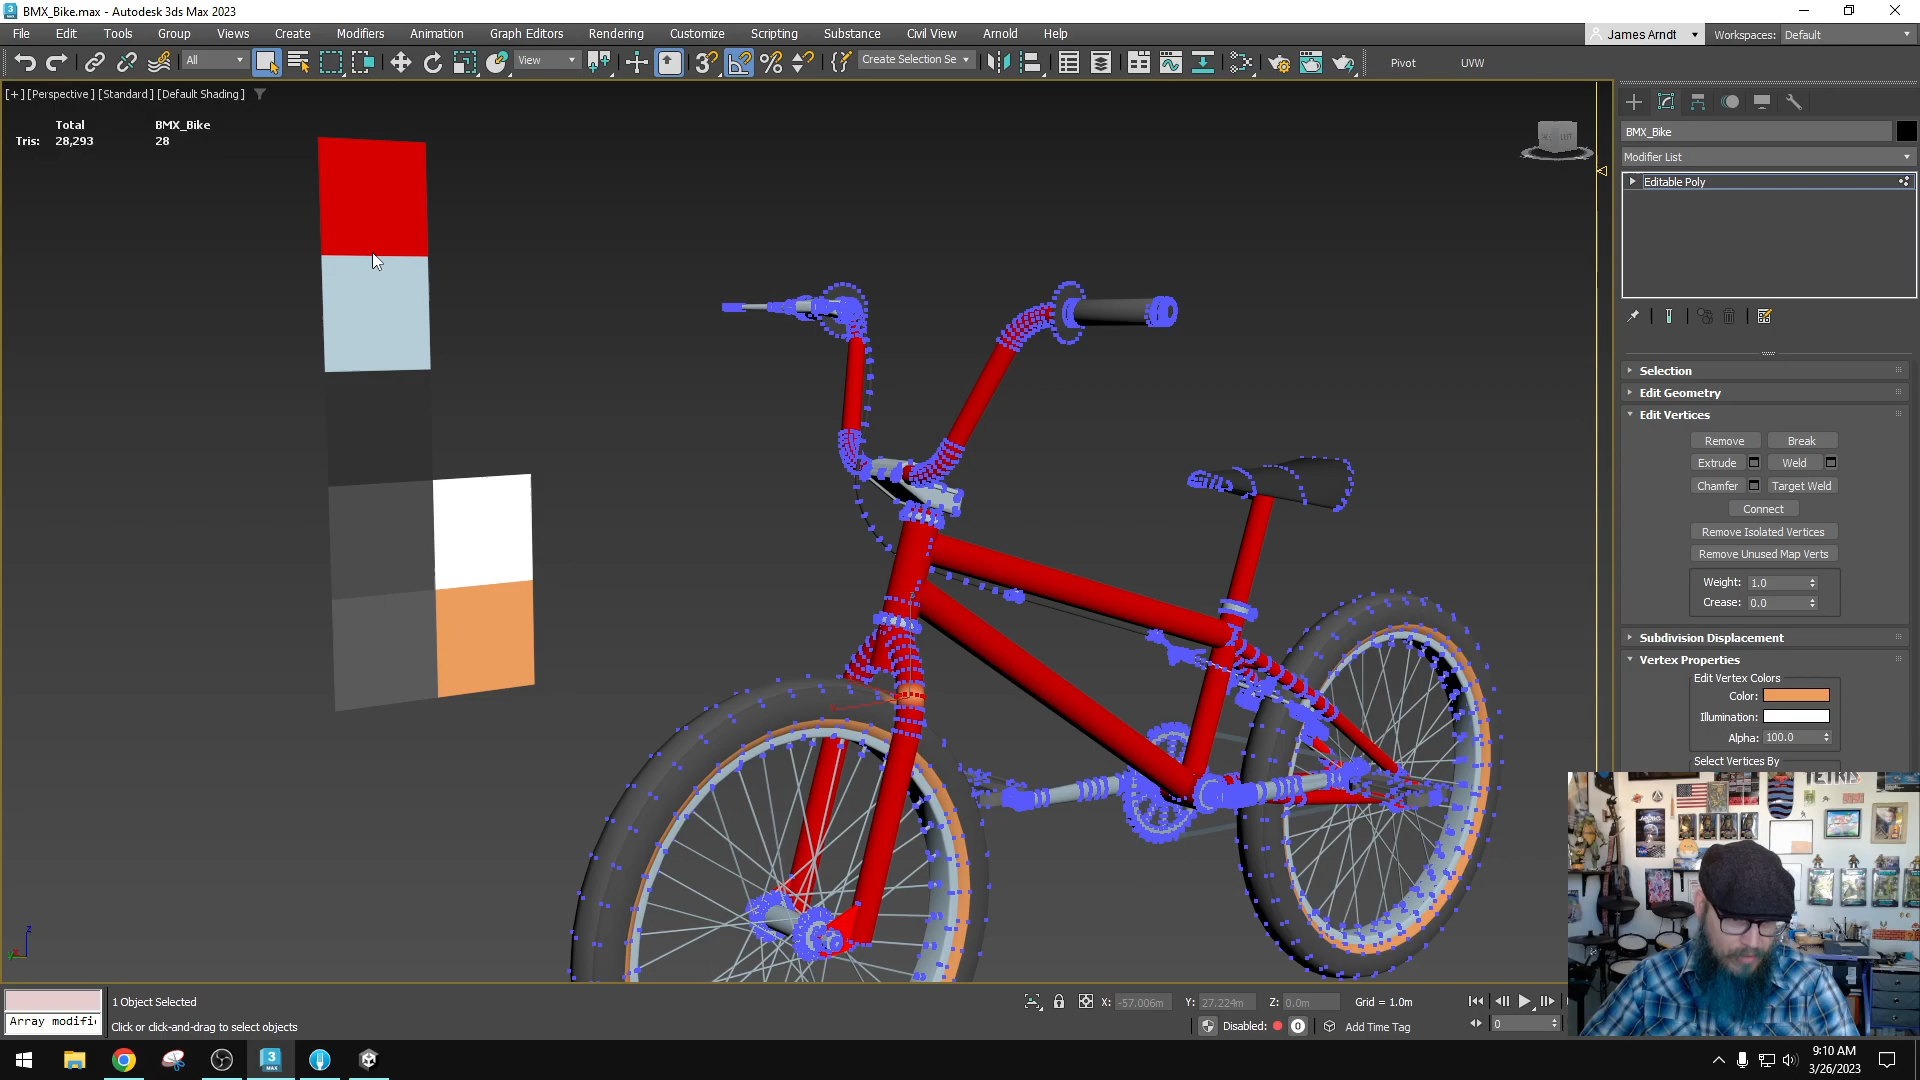 BMX_Bike.max - Autodesk 3ds Max 2023
File Edit Tools Group Views Create Modifiers Animation Graph Editors Rendering Customize Scripting Substance Civil View Arnold Help
James Arndt Workspaces: Default
All View Create Selection Se Pivot UVW
[+] [Perspective] [Standard] [Default Shading]
Total BMX_Bike
Tris: 28,293 28
BMX_Bike
Modifier List
Editable Poly
Selection
Edit Geometry
Edit Vertices
Remove Break
Extrude Weld
Chamfer Target Weld
Connect
Remove Isolated Vertices
Remove Unused Map Verts
Weight: 1.0
Crease: 0.0
Subdivision Displacement
Vertex Properties
Edit Vertex Colors
Color:
Illumination:
Alpha: 100.0
Select Vertices By
1 Object Selected
X: -57.006m Y: 27.224m Z: 0.0m Grid = 1.0m
Array modifi
Click or click-and-drag to select objects
Disabled: 0 Add Time Tag
0
9:10 AM
3/26/2023